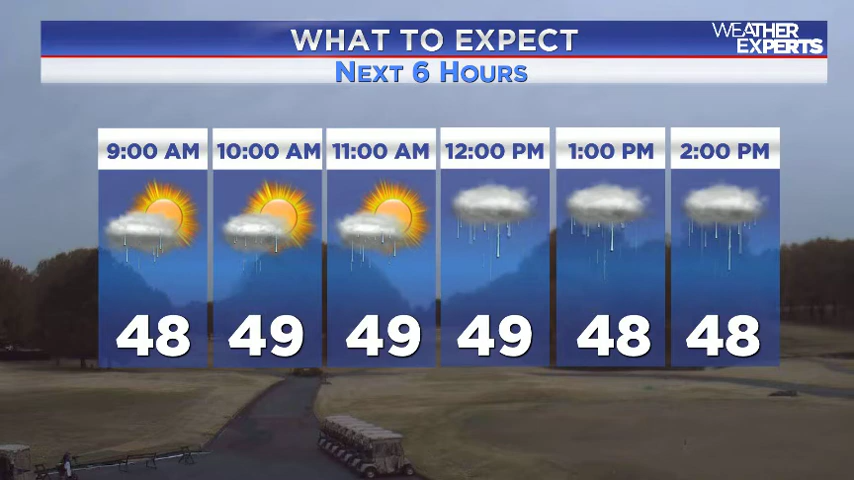 WHAT TO EXPECT
WEATHER
EXPERTS
NEXT 6 HOURS
9:00 AM 10:00 AM 11:00 AM 12:00 PM 1:00 PM 2:00 PM
48 49 49 49 48 48